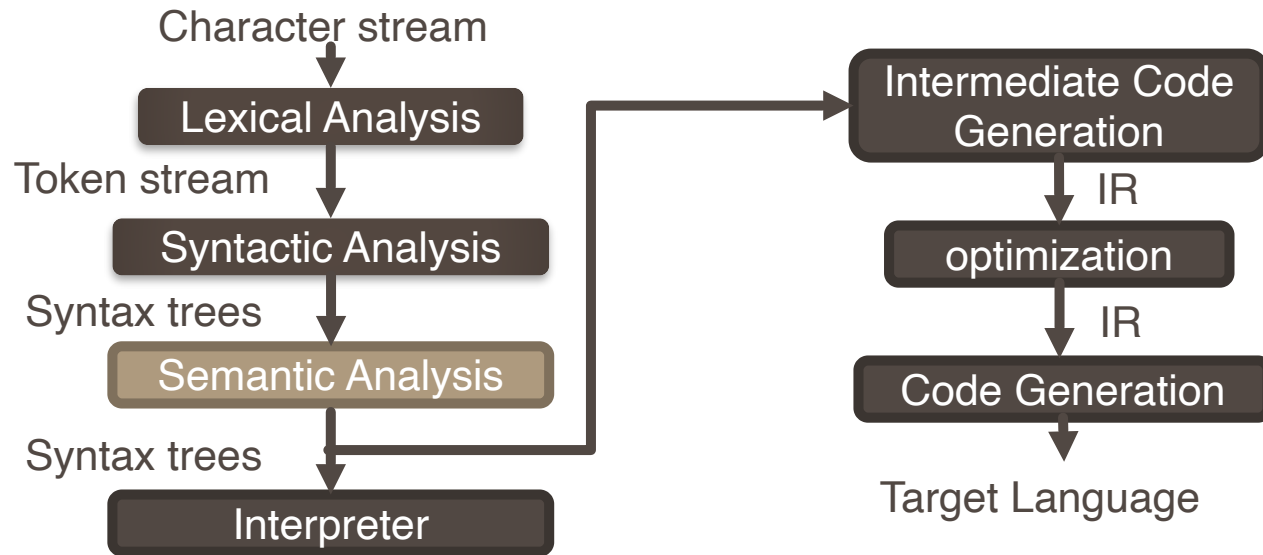 Character stream
Lexical Analysis
Token stream
Syntactic Analysis
Syntax trees
Semantic Analysis
Syntax trees
Interpreter
Intermediate Code
Generation
IR
optimization
IR
Code Generation
Target Language